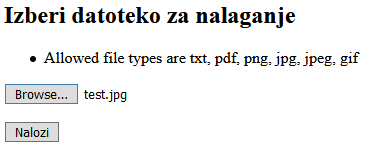 Izberi datoteko za nalaganje
Allowed file types are txt, pdf, png, jpg, jpeg, gif
Browse... test.jpg
Nalozi